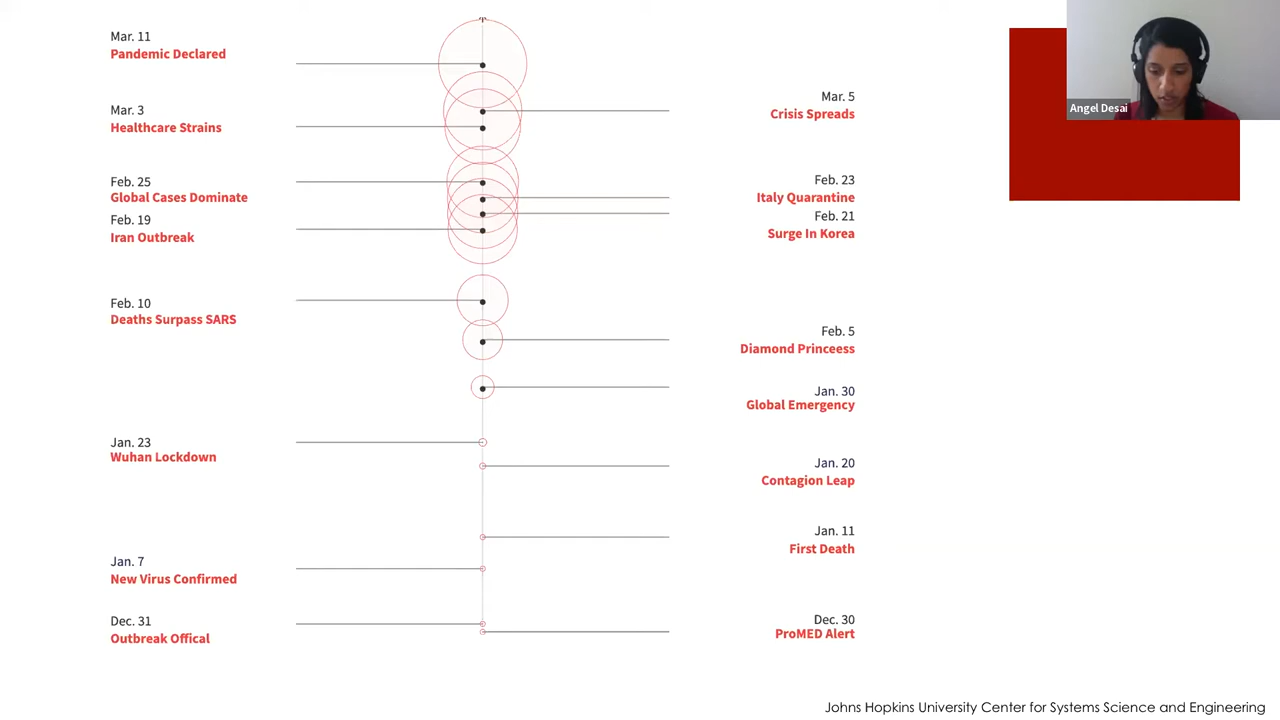 Mar. 11
Pandemic Declared
Mar. 3
Healthcare Strains
Feb. 25
Global Cases Dominate
Feb. 19
Iran Outbreak
Feb. 10
Deaths Surpass SARS
Jan. 23
Wuhan Lockdown
Jan. 7
New Virus Confirmed
Dec. 31
Outbreak Offical
Mar. 5
Crisis Spreads
Feb. 23
Italy Quarantine
Feb. 21
Surge In Korea
Feb. 5
Diamond Princeess
Jan. 30
Global Emergency
Jan. 20
Contagion Leap
Jan. 11
First Death
Dec. 30
ProMED Alert
Angel Desai
Johns Hopkins University Center for Systems Science and Engineering